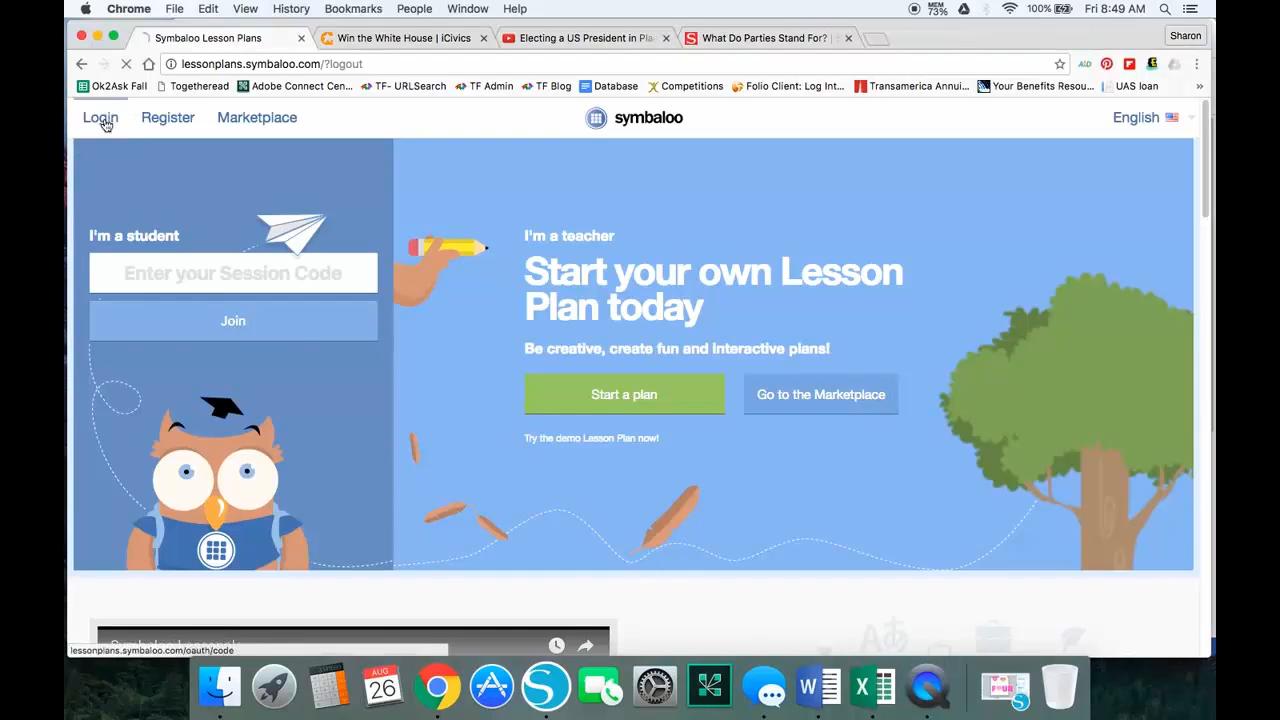 Chrome File Edit View History Bookmarks People Window Help
MEM 73% 100% Fri 8:49 AM
Symbaloo Lesson Plans
Win the White House | iCivics
Electing a US President in Pla
What Do Parties Stand For? |
Sharon
lessonplans.symbaloo.com/?logout
Ok2Ask Fall Togetheread Adobe Connect Cen... TF- URLSearch TF Admin TF Blog Database Competitions Folio Client: Log Int... Transamerica Annui... Your Benefits Resou... UAS loan »
Login Register Marketplace symbaloo English
I'm a student
Enter your Session Code
Join
I'm a teacher
Start your own Lesson
Plan today
Be creative, create fun and interactive plans!
Start a plan
Go to the Marketplace
Try the demo Lesson Plan now!
lessonplans.symbaloo.com/oauth/code
AUG
26